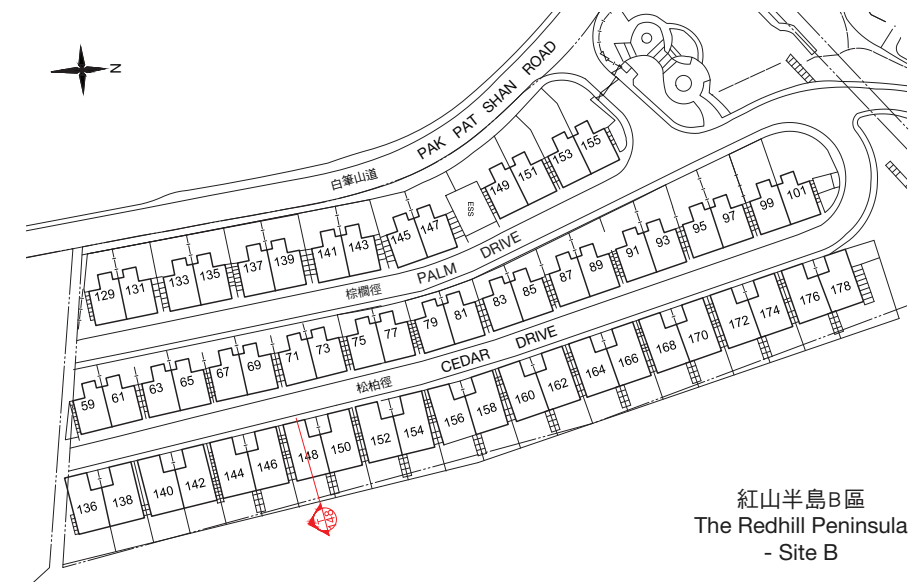 N
PAK PAT SHAN ROAD
白筆山道
ESS
129 131 133 135 137 139 141 143 145 147 149 151 153 155
棕櫚徑 PALM DRIVE
59 61 63 65 67 69 71 73 75 77 79 81 83 85 87 89 91 93 95 97 99 101
松柏徑 CEDAR DRIVE
136 138 140 142 144 146 148 150 152 154 156 158 160 162 164 166 168 170 172 174 176 178
148
紅山半島B區
The Redhill Peninsula
- Site B